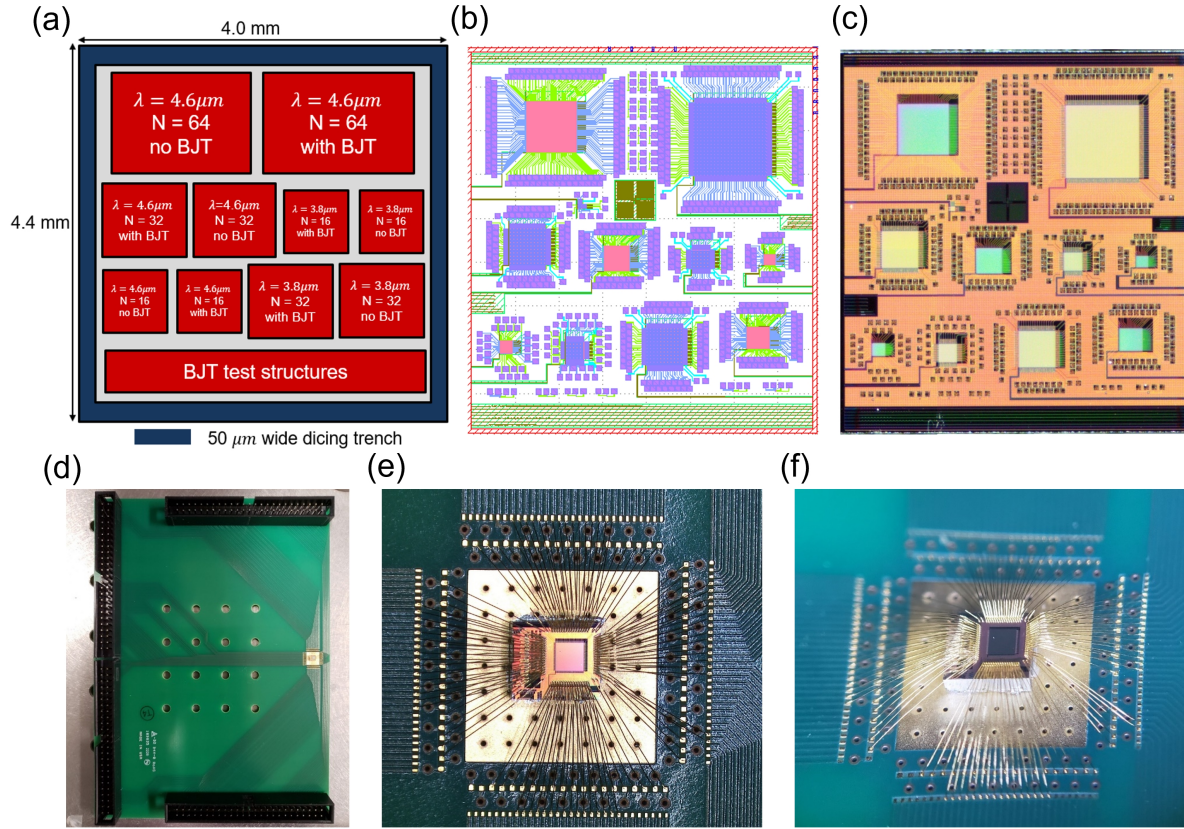 (a)
(b)
(c)
4.0 mm
4.4 mm
λ = 4.6μm
N = 64
no BJT
λ = 4.6μm
N = 64
with BJT
λ = 4.6μm
N = 32
with BJT
λ=4.6μm
N = 32
no BJT
λ = 3.8μm
N = 16
with BJT
λ = 3.8μm
N = 16
no BJT
λ = 4.6μm
N = 16
no BJT
λ = 4.6μm
N = 16
with BJT
λ = 3.8μm
N = 32
with BJT
λ = 3.8μm
N = 32
no BJT
BJT test structures
50 μm wide dicing trench
(d)
(e)
(f)